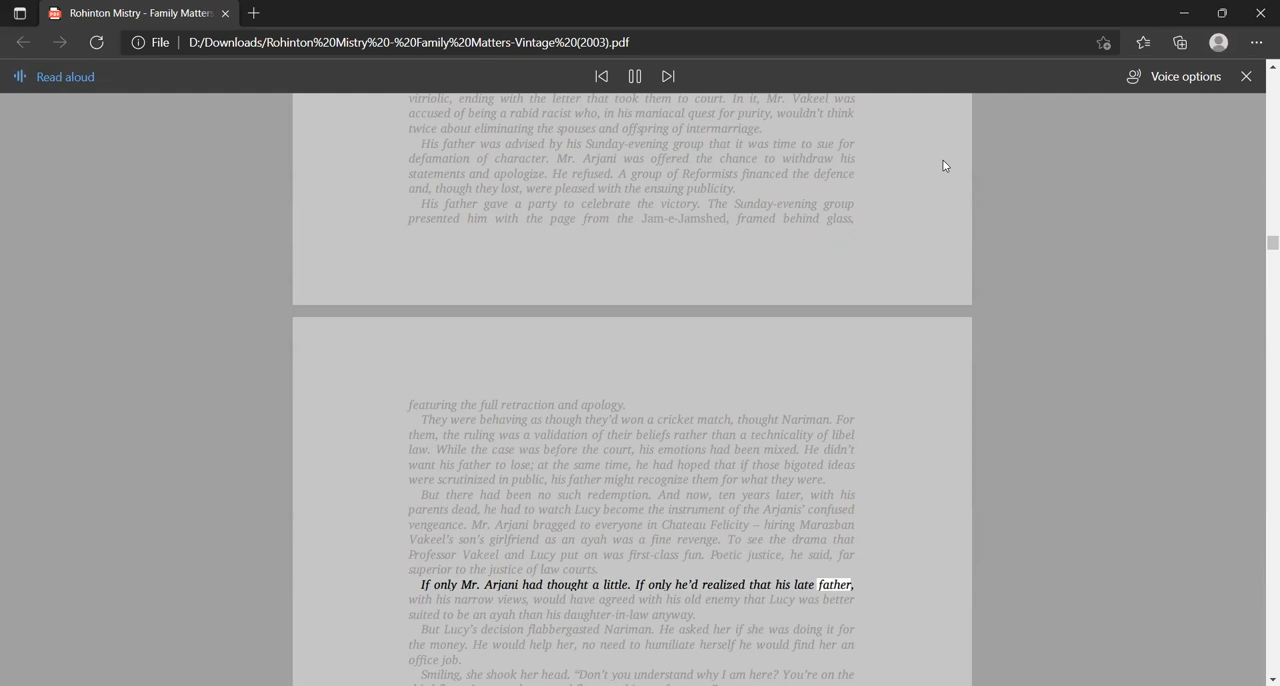 Rohinton Mistry - Family Matters
File | D:/Downloads/Rohinton%20Mistry%20-%20Family%20Matters-Vintage%20(2003).pdf
Read aloud
Voice options
vitriolic, ending with the letter that took them to court. In it, Mr. Vakeel was
accused of being a rabid racist who, in his maniacal quest for purity, wouldn't think
twice about eliminating the spouses and offspring of intermarriage.
His father was advised by his Sunday-evening group that it was time to sue for
defamation of character. Mr. Arjani was offered the chance to withdraw his
statements and apologize. He refused. A group of Reformists financed the defence
and, though they lost, were pleased with the ensuing publicity.
His father gave a party to celebrate the victory. The Sunday-evening group
presented him with the page from the Jam-e-Jamshed, framed behind glass,
featuring the full retraction and apology.
They were behaving as though they'd won a cricket match, thought Nariman. For
them, the ruling was a validation of their beliefs rather than a technicality of libel
law. While the case was before the court, his emotions had been mixed. He didn't
want his father to lose; at the same time, he had hoped that if those bigoted ideas
were scrutinized in public, his father might recognize them for what they were.
But there had been no such redemption. And now, ten years later, with his
parents dead, he had to watch Lucy become the instrument of the Arjanis' confused
vengeance. Mr. Arjani bragged to everyone in Chateau Felicity – hiring Marazban
Vakeel's son's girlfriend as an ayah was a fine revenge. To see the drama that
Professor Vakeel and Lucy put on was first-class fun. Poetic justice, he said, far
superior to the justice of law courts.
If only Mr. Arjani had thought a little. If only he'd realized that his late father,
with his narrow views, would have agreed with his old enemy that Lucy was better
suited to be an ayah than his daughter-in-law anyway.
But Lucy's decision flabbergasted Nariman. He asked her if she was doing it for
the money. He would help her, no need to humiliate herself he would find her an
office job.
Smiling, she shook her head. "Don't you understand why I am here? You're on the